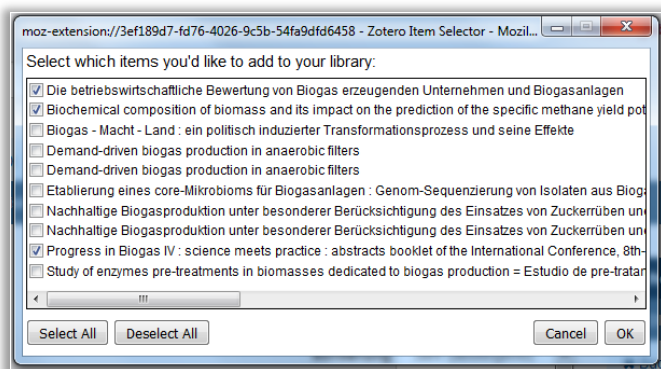 moz-extension://3ef189d7-fd76-4026-9c5b-54fa9dfd6458 - Zotero Item Selector - Mozil...
Select which items you'd like to add to your library:
Die betriebswirtschaftliche Bewertung von Biogas erzeugenden Unternehmen und Biogasanlagen
Biochemical composition of biomass and its impact on the prediction of the specific methane yield pot
Biogas - Macht - Land : ein politisch induzierter Transformationsprozess und seine Effekte
Demand-driven biogas production in anaerobic filters
Demand-driven biogas production in anaerobic filters
Etablierung eines core-Mikrobioms für Biogasanlagen : Genom-Sequenzierung von Isolaten aus Bioga
Nachhaltige Biogasproduktion unter besonderer Berücksichtigung des Einsatzes von Zuckerrüben und
Nachhaltige Biogasproduktion unter besonderer Berücksichtigung des Einsatzes von Zuckerrüben und
Progress in Biogas IV : science meets practice : abstracts booklet of the International Conference, 8th-
Study of enzymes pre-treatments in biomasses dedicated to biogas production = Estudio de pre-tratar
Select All Deselect All Cancel OK